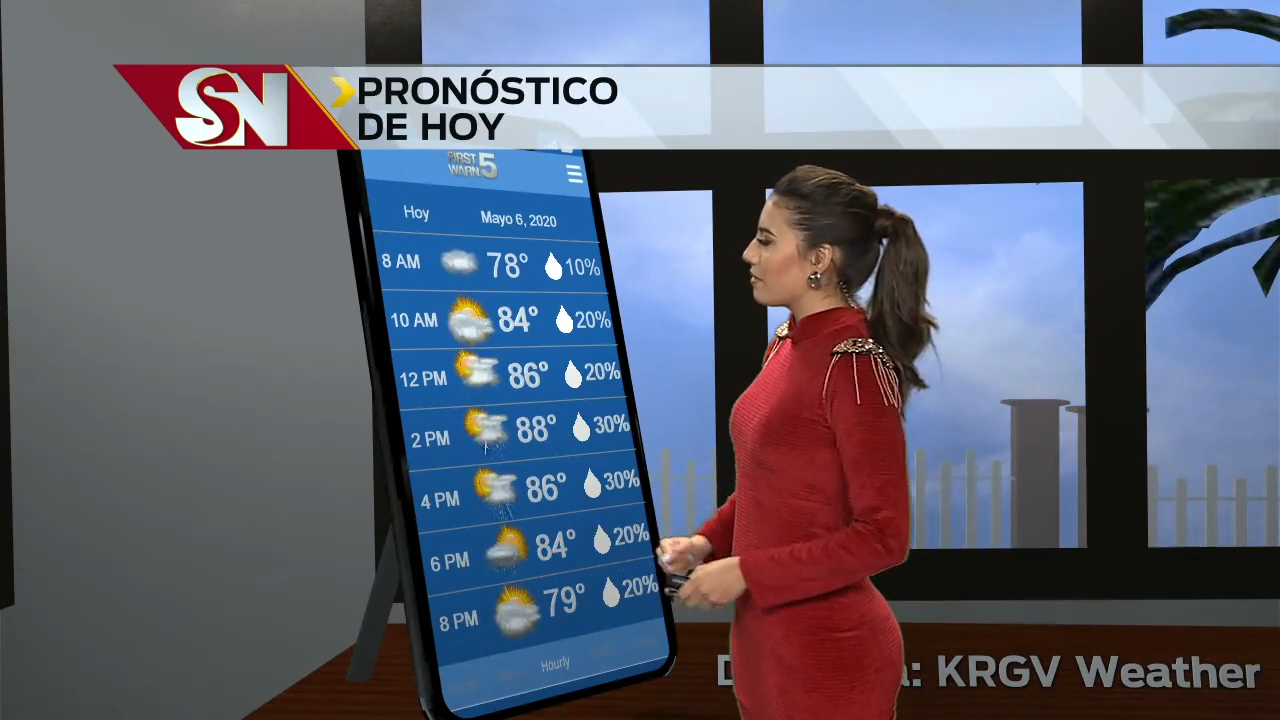 SN
PRONÓSTICO
DE HOY
FIRST
WARN 5
Hoy Mayo 6, 2020
8 AM 78° 10%
10 AM 84° 20%
12 PM 86° 20%
2 PM 88° 30%
4 PM 86° 30%
6 PM 84° 20%
8 PM 79° 20%
Hourly
KRGV Weather